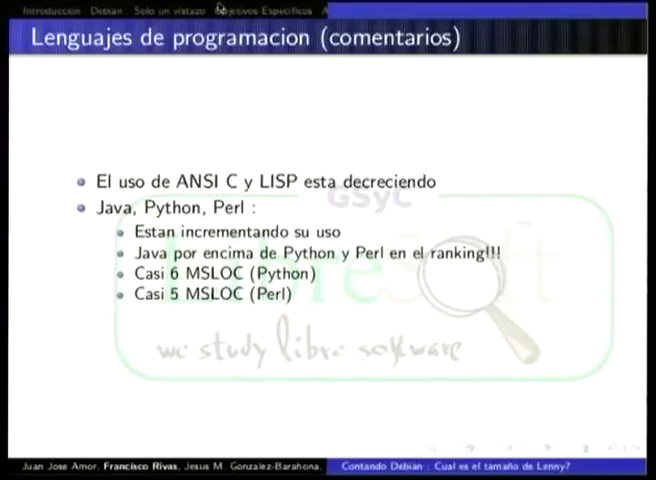 Introduccion Debian Solo un vistazo Objetivos Especificos A
Lenguajes de programacion (comentarios)
El uso de ANSI C y LISP esta decreciendo
Java, Python, Perl :
Estan incrementando su uso
Java por encima de Python y Perl en el ranking!!!
Casi 6 MSLOC (Python)
Casi 5 MSLOC (Perl)
GSyC
LibreSoft
we study libre software
Juan Jose Amor, Francisco Rivas, Jesus M. Gonzalez-Barahona,
Contando Debian : Cual es el tamaño de Lenny?